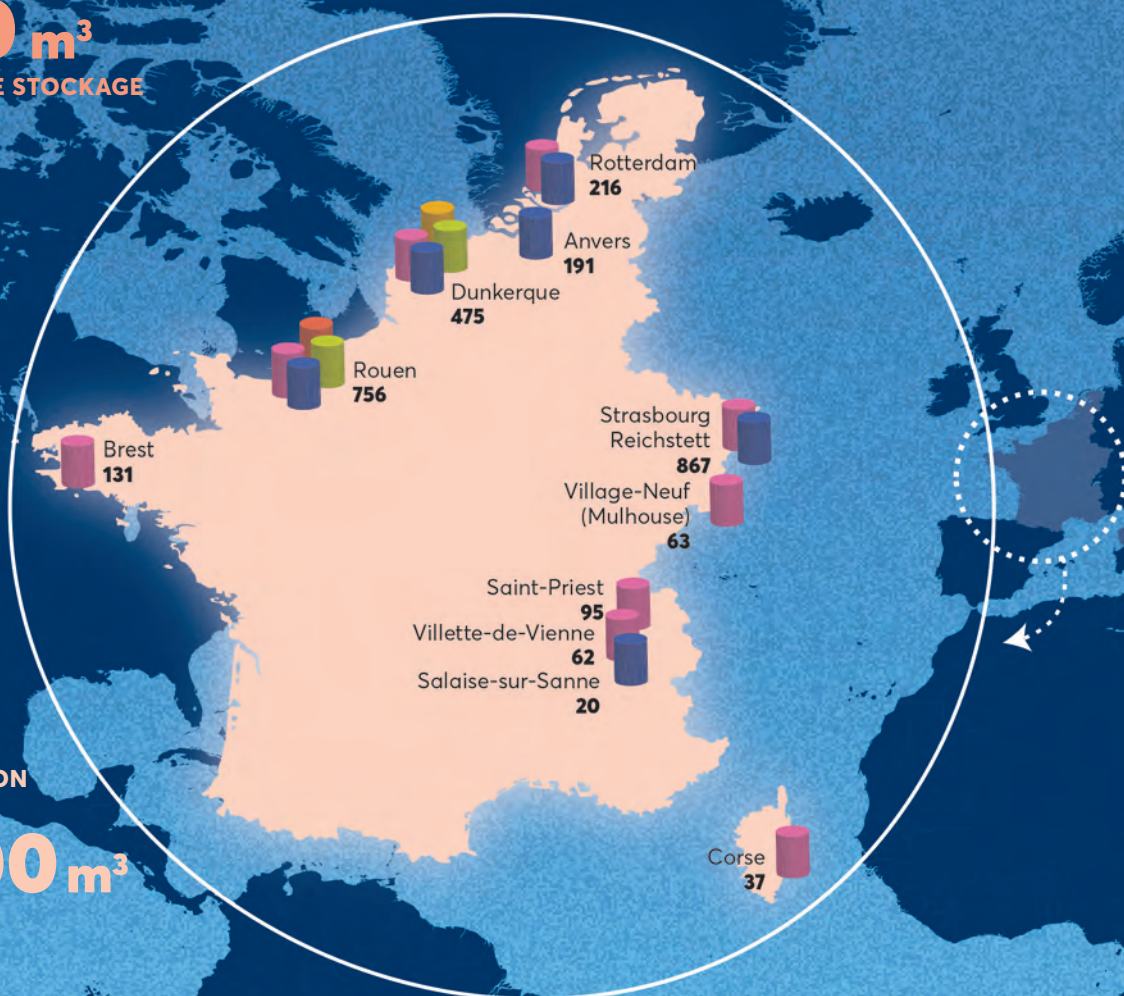 m³
STOCKAGE
Rotterdam
216
Anvers
191
Dunkerque
475
Rouen
756
Strasbourg
Reichstett
867
Brest
131
Village-Neuf
(Mulhouse)
63
Saint-Priest
95
Villette-de-Vienne
62
Salaise-sur-Sanne
20
m³
Corse
37